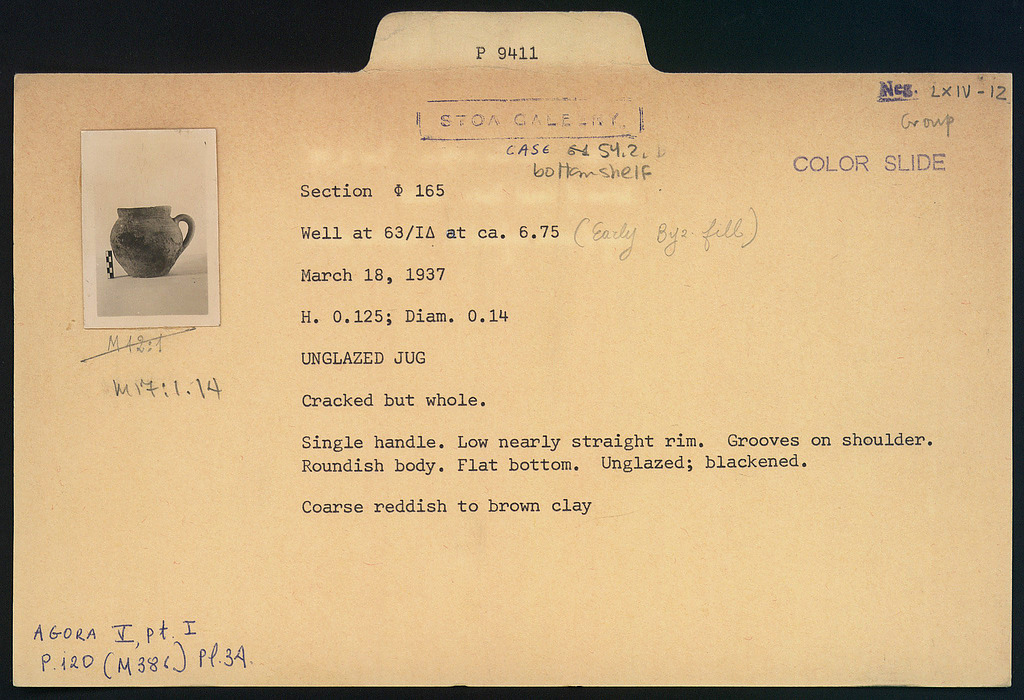 P 9411
Neg. LXIV-12
Group
STOA GALLERY
CASE 54.2.
bottom shelf
COLOR SLIDE
Section Φ 165
Well at 63/ΙΔ at ca. 6.75 (Early Byz. fill)
March 18, 1937
H. 0.125; Diam. 0.14
UNGLAZED JUG
M 17:1.14
Cracked but whole.
Single handle. Low nearly straight rim. Grooves on shoulder.
Roundish body. Flat bottom. Unglazed; blackened.
Coarse reddish to brown clay
AGORA V, pt. I
P. 120 (M386) Pl. 34.